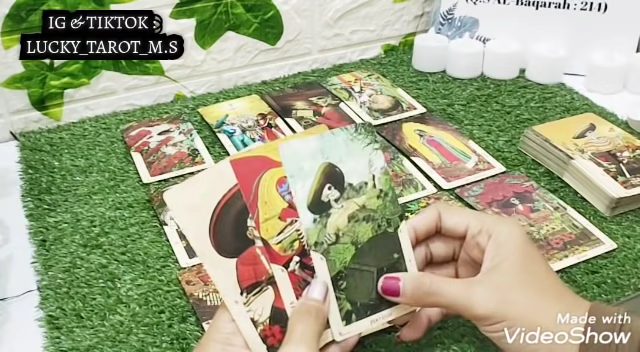 IG & TIKTOK :
LUCKY_TAROT_M.S
(Q:S AL-Baqarah : 214)
Made with
VideoShow